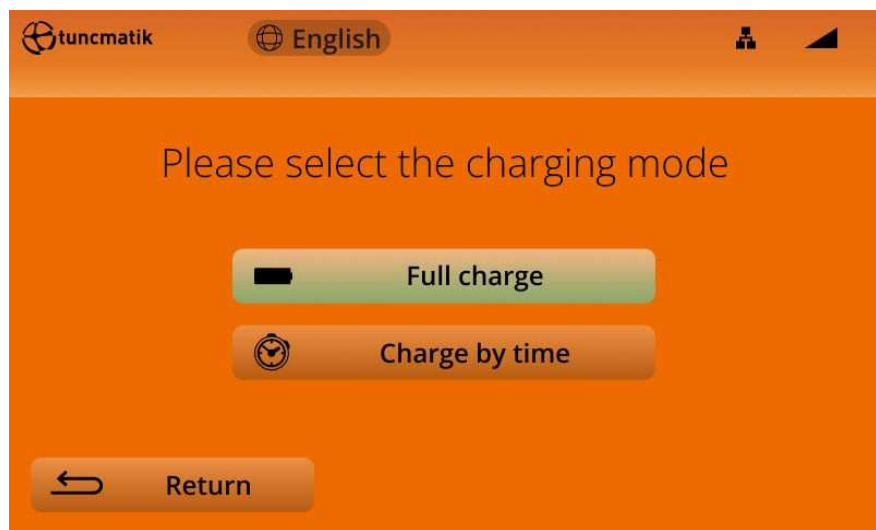 tuncmatik
English
Please select the charging mode
Full charge
Charge by time
Return